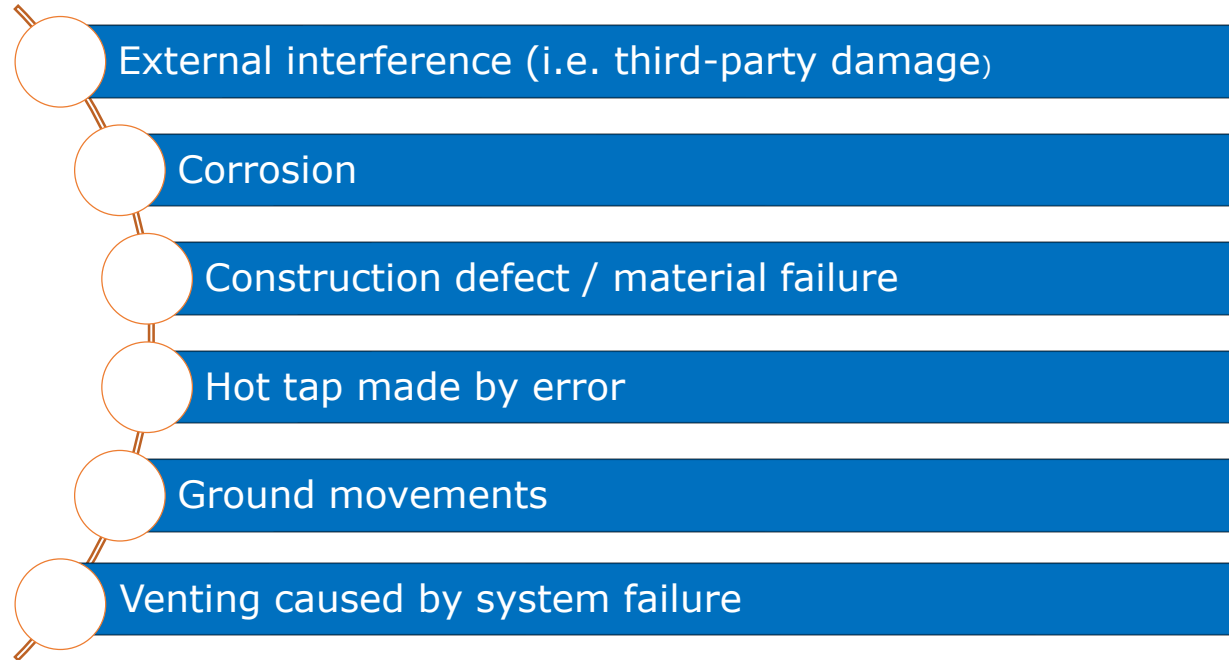 External interference (i.e. third-party damage)
Corrosion
Construction defect / material failure
Hot tap made by error
Ground movements
Venting caused by system failure